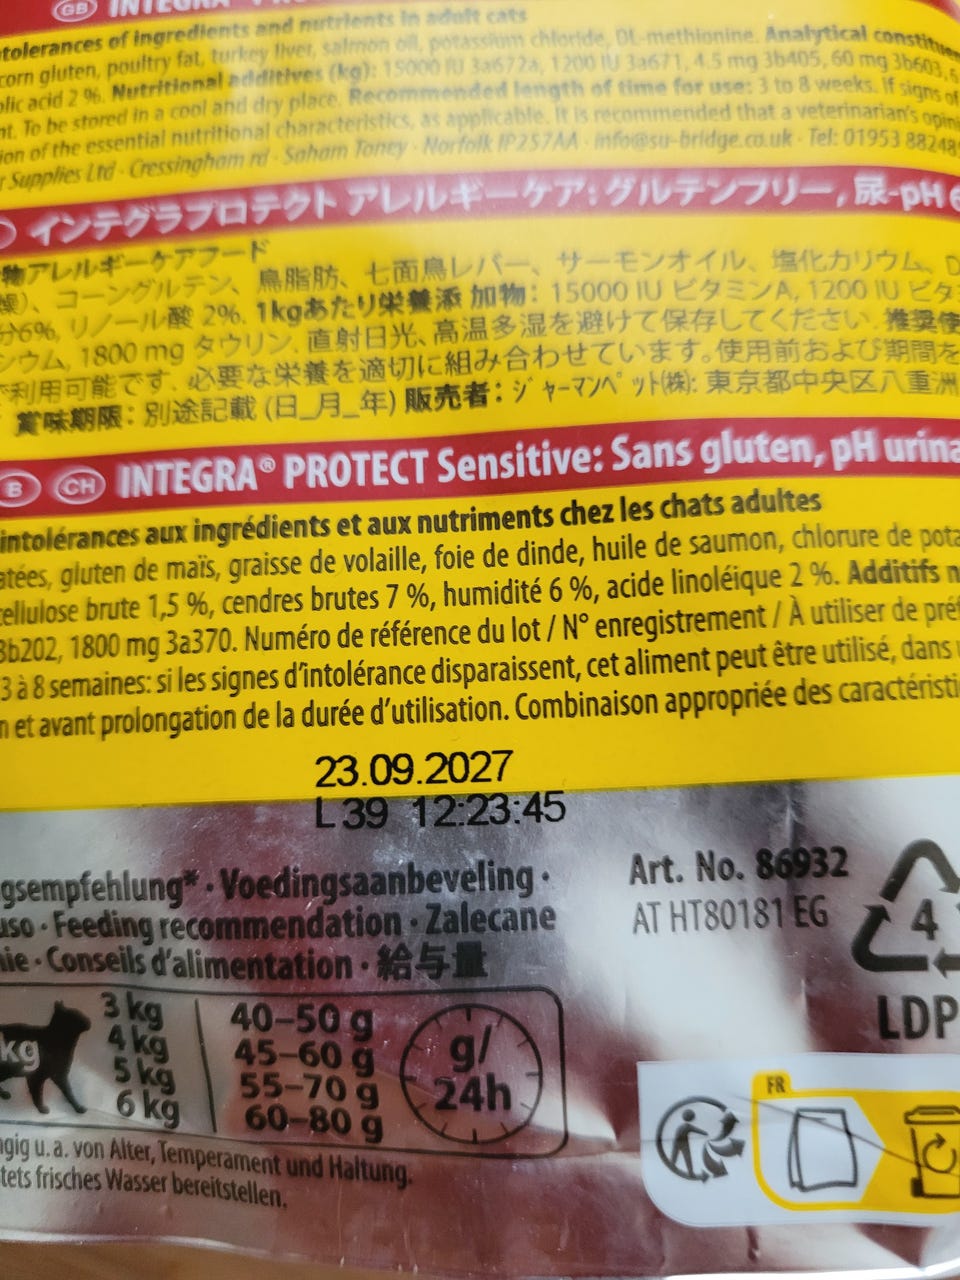 GB INTEGRA
tolerances of ingredients and nutrients in adult cats
corn gluten, poultry fat, turkey liver, salmon oil, potassium chloride, DL-methionine. Analytical
olic acid 2 %. Nutritional additives (kg): 15000 IU 3a672a, 1200 IU 3a671, 4.5 mg 3b405, 60 mg 3b603,
nt. To be stored in a cool and dry place. Recommended length of time for use: 3 to 8 weeks. If signs of
ion of the essential nutritional characteristics, as applicable. It is recommended that a veterinarian's
r Supplies Ltd · Cressingham rd · Saham Toney · Norfolk IP257AA · info@su-bridge.co.uk · Tel: 01953
インテグラプロテクト アレルギーケア: グルテンフリー, 尿-pH
物アレルギーケアフード
コーングルテン、鳥脂肪、七面鳥レバー、サーモンオイル、塩化カリウム、D
分6%, リノール酸 2%. 1kgあたり栄養添 加物: 15000 IU ビタミンA, 1200 IU ビタ
シウム, 1800 mg タウリン. 直射日光、高温多湿を避けて保存してください. 推奨使
で利用可能です. 必要な栄養を適切に組み合わせています. 使用前および期間を
賞味期限: 別途記載 (日_月_年) 販売者: ジャーマンペット(株): 東京都中央区八重洲
B CH INTEGRA® PROTECT Sensitive: Sans gluten, pH urina
intolérances aux ingrédients et aux nutriments chez les chats adultes
atées, gluten de maïs, graisse de volaille, foie de dinde, huile de saumon, chlorure de pota
cellulose brute 1,5 %, cendres brutes 7 %, humidité 6 %, acide linoléique 2 %. Additifs n
3b202, 1800 mg 3a370. Numéro de référence du lot / N° enregistrement / À utiliser de préf
3 à 8 semaines: si les signes d'intolérance disparaissent, cet aliment peut être utilisé, dans
n et avant prolongation de la durée d'utilisation. Combinaison appropriée des caractéristi
23.09.2027
L 39 12:23:45
gsempfehlung* · Voedingsaanbeveling ·
uso · Feeding recommendation · Zalecane
nie · Conseils d'alimentation · 給与量
Art. No. 86932
AT HT80181 EG
4
LDP
kg
3 kg 40–50 g
4 kg 45–60 g
5 kg 55–70 g
6 kg 60–80 g
g/
24h
FR
ngig u. a. von Alter, Temperament und Haltung.
tets frisches Wasser bereitstellen.